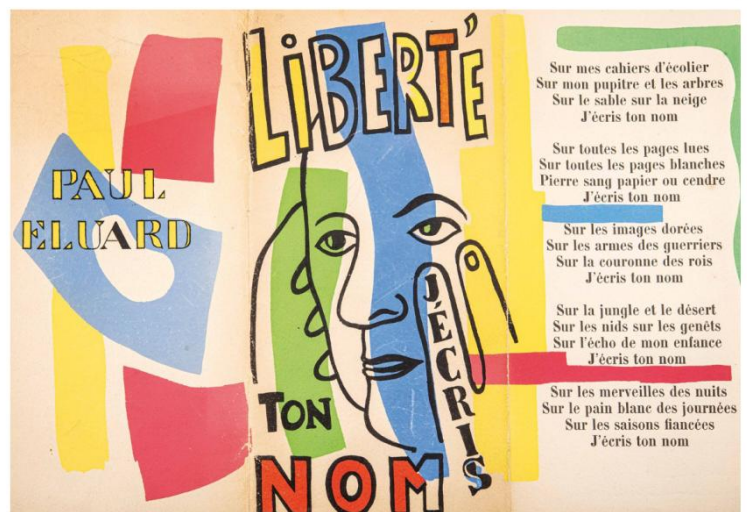 PAUL
ELUARD
LiBERTÉ
J'ÉCRIS
TON
NOM
Sur mes cahiers d'écolier
Sur mon pupitre et les arbres
Sur le sable sur la neige
J'écris ton nom
Sur toutes les pages lues
Sur toutes les pages blanches
Pierre sang papier ou cendre
J'écris ton nom
Sur les images dorées
Sur les armes des guerriers
Sur la couronne des rois
J'écris ton nom
Sur la jungle et le désert
Sur les nids sur les genêts
Sur l'écho de mon enfance
J'écris ton nom
Sur les merveilles des nuits
Sur le pain blanc des journées
Sur les saisons fiancées
J'écris ton nom